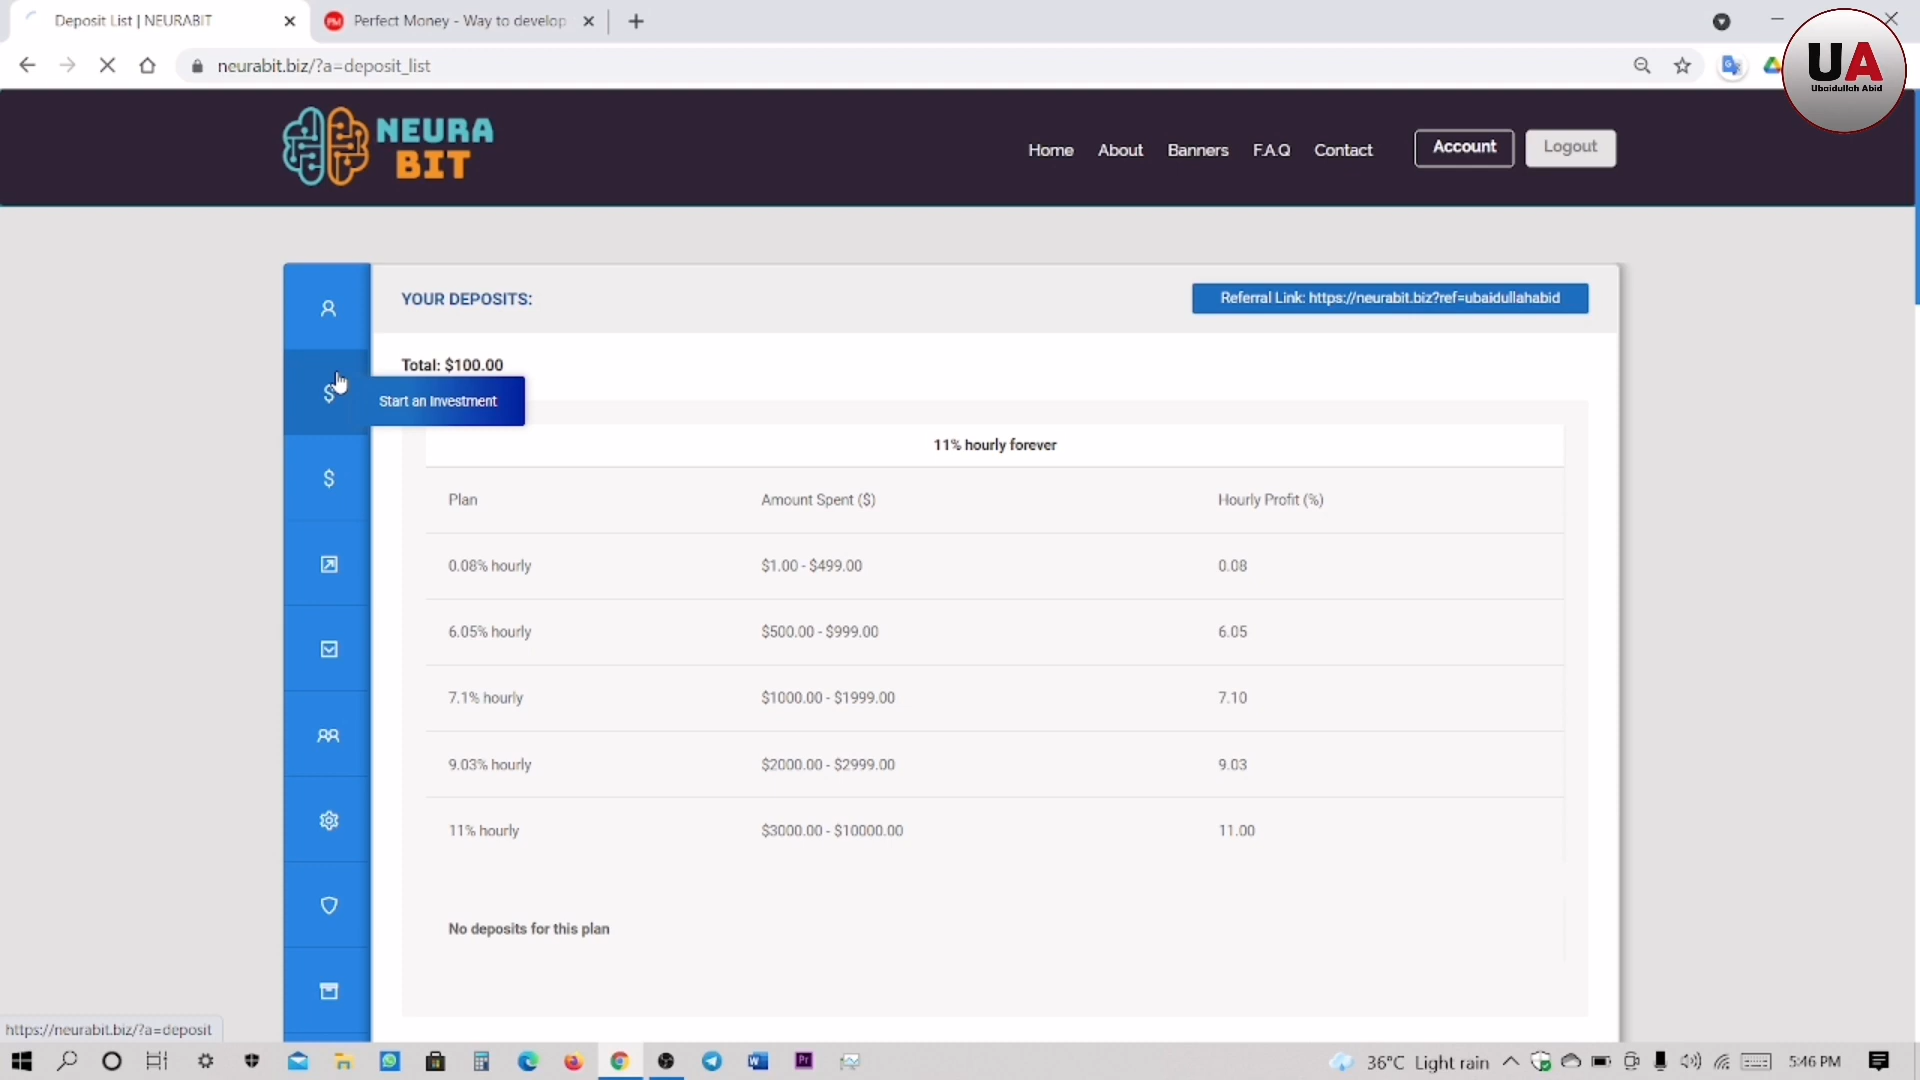 Deposit List | NEURABIT
Perfect Money - Way to develop
neurabit.biz/?a=deposit_list
UA
Ubaidullah Abid
NEURA
BIT
Home
About
Banners
F.A.Q
Contact
Account
Logout
YOUR DEPOSITS:
Referral Link: https://neurabit.biz?ref=ubaidullahabid
Total: $100.00
$
Start an Investment
$
11% hourly forever
Plan Amount Spent ($) Hourly Profit (%)
0.08% hourly $1.00 - $499.00 0.08
6.05% hourly $500.00 - $999.00 6.05
7.1% hourly $1000.00 - $1999.00 7.10
9.03% hourly $2000.00 - $2999.00 9.03
11% hourly $3000.00 - $10000.00 11.00
No deposits for this plan
https://neurabit.biz/?a=deposit
36°C Light rain
5:46 PM